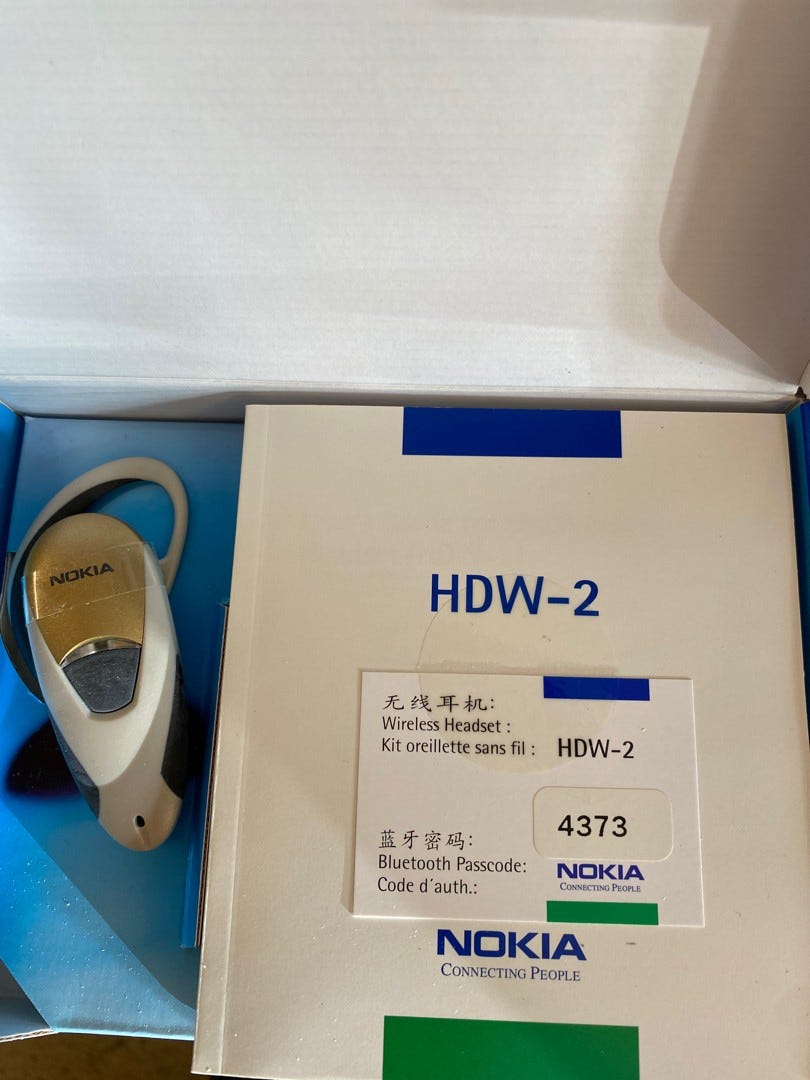 NOKIA
HDW-2
无线耳机:
Wireless Headset :
Kit oreillette sans fil : HDW-2
4373
蓝牙密码:
Bluetooth Passcode:
Code d´auth.:
NOKIA
CONNECTING PEOPLE
NOKIA
CONNECTING PEOPLE